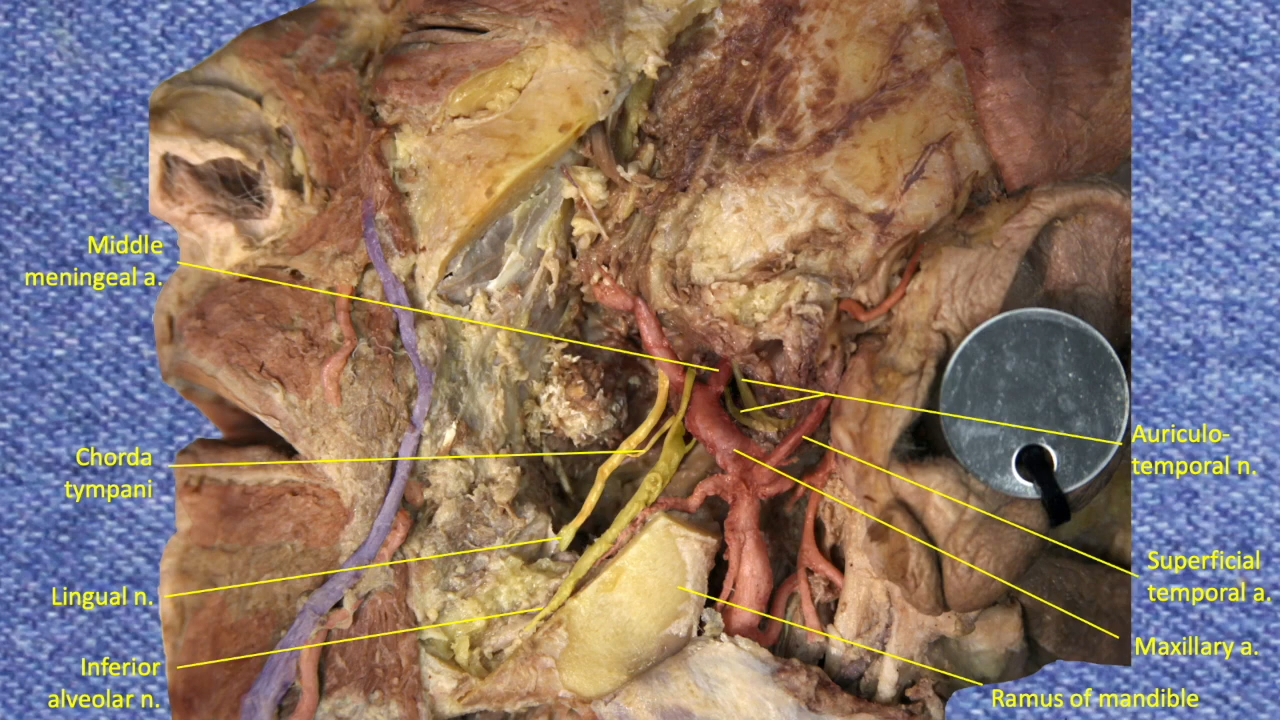 Middle
meningeal a.
Chorda
tympani
Lingual n.
Inferior
alveolar n.
Auriculo-
temporal n.
Superficial
temporal a.
Maxillary a.
Ramus of mandible